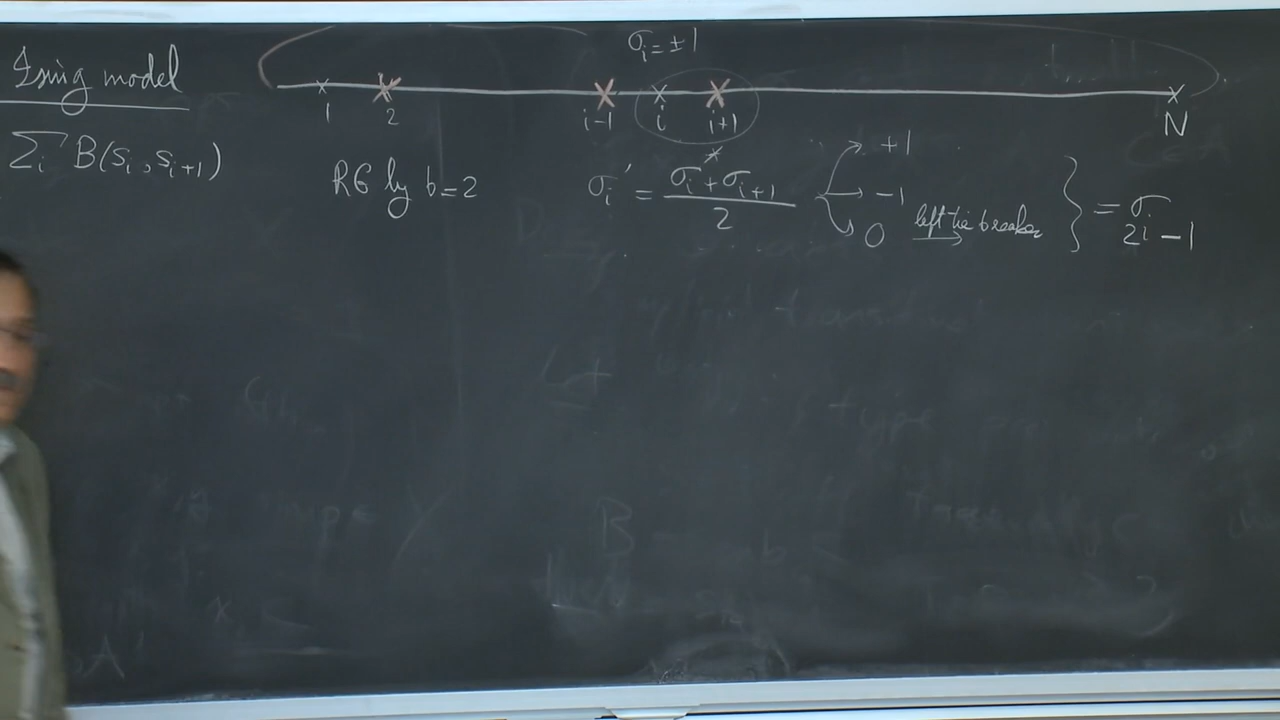 Ising model
σ_i = ±1
1 2 i-1 i i+1 N
∑_i B(s_i, s_{i+1})
RG by b=2
σ_i' = (σ_i + σ_{i+1}) / 2
+1
-1
0 left tie breaker
} = σ_{2i-1}